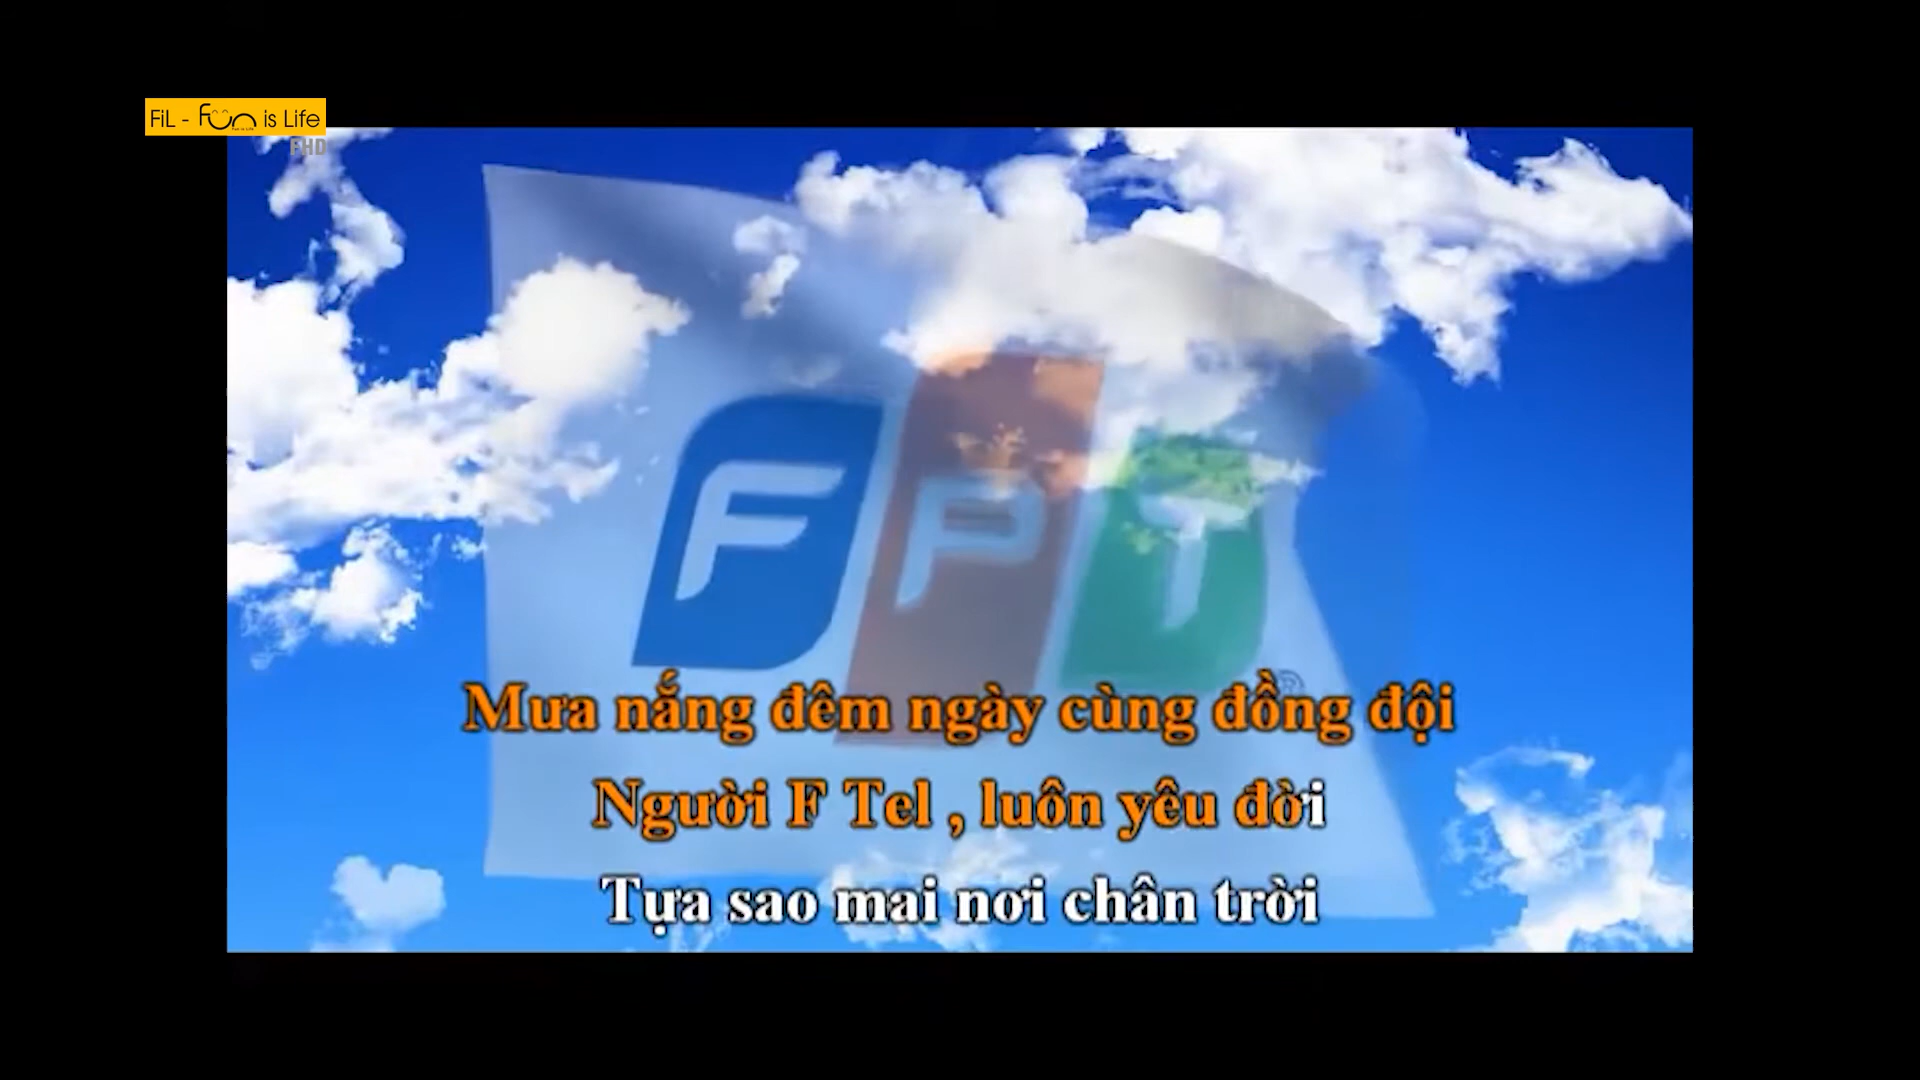 FiL - Fun is Life
FHD
FPT
Mưa nắng đêm ngày cùng đồng đội
Người F Tel , luôn yêu đời
Tựa sao mai nơi chân trời